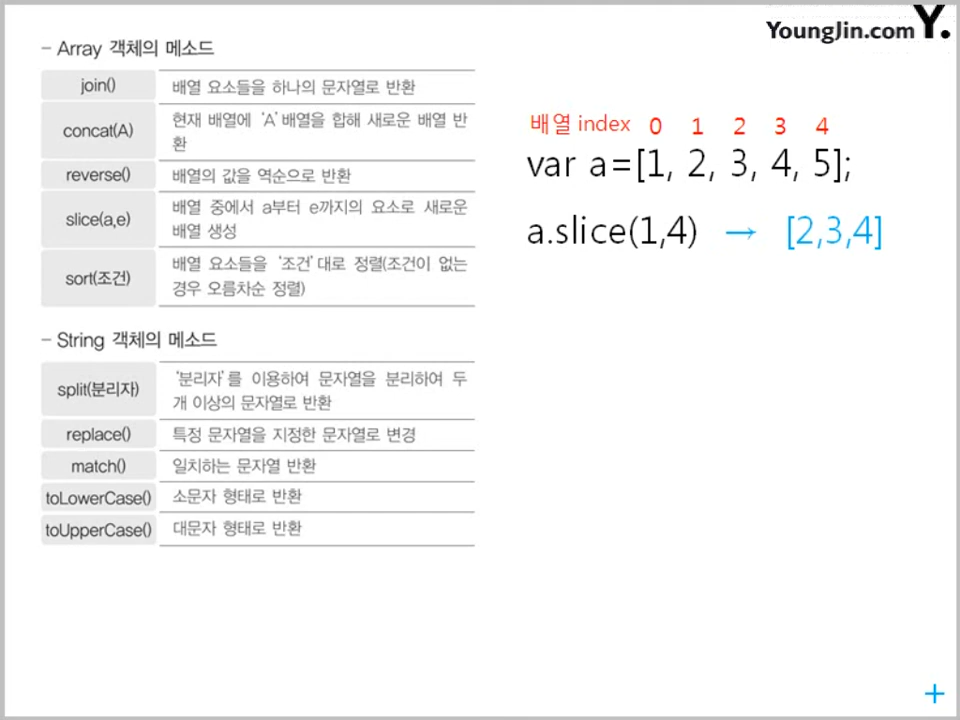 YoungJin.com Y.
- Array 객체의 메소드
join() 배열 요소들을 하나의 문자열로 반환
concat(A) 현재 배열에 'A' 배열을 합해 새로운 배열 반
환
reverse() 배열의 값을 역순으로 반환
slice(a,e) 배열 중에서 a부터 e까지의 요소로 새로운
배열 생성
sort(조건) 배열 요소들을 '조건'대로 정렬(조건이 없는
경우 오름차순 정렬)
- String 객체의 메소드
split(분리자) '분리자'를 이용하여 문자열을 분리하여 두
개 이상의 문자열로 반환
replace() 특정 문자열을 지정한 문자열로 변경
match() 일치하는 문자열 반환
toLowerCase() 소문자 형태로 반환
toUpperCase() 대문자 형태로 반환
배열 index 0 1 2 3 4
var a=[1, 2, 3, 4, 5];
a.slice(1,4) → [2,3,4]
+